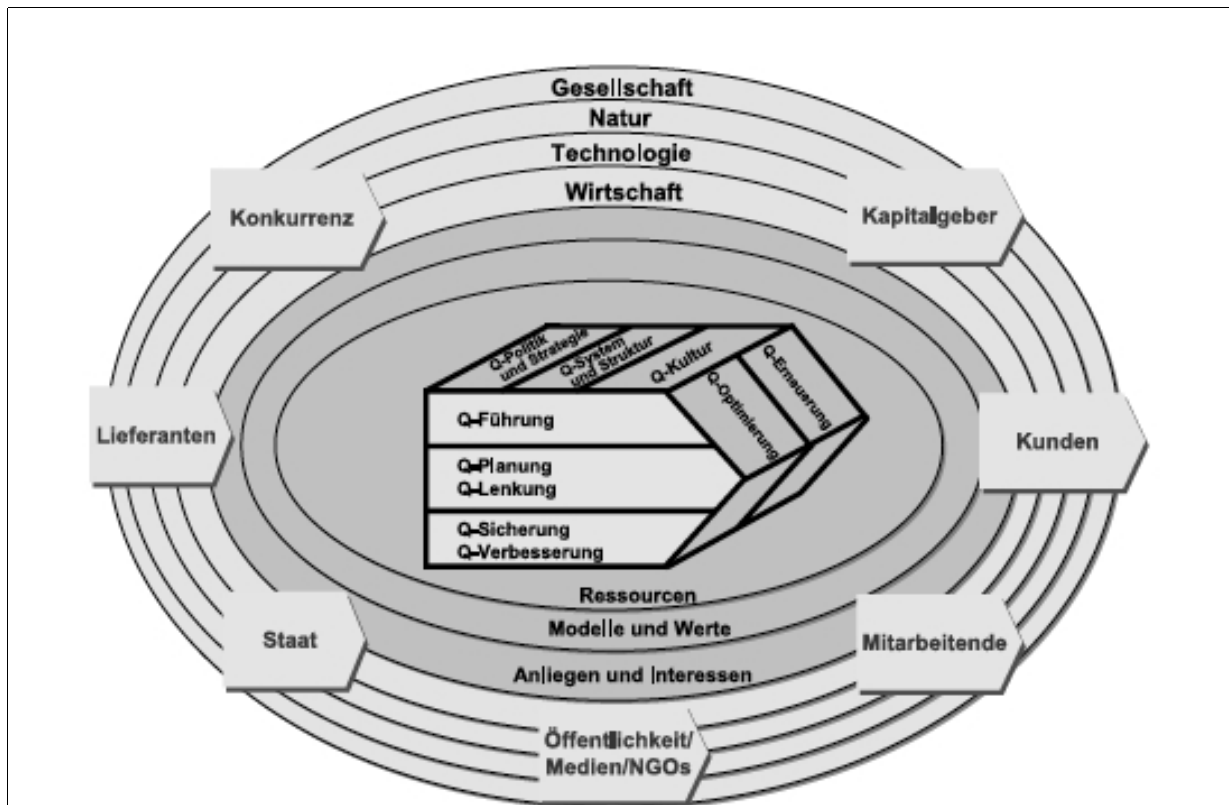 Gesellschaft
Natur
Technologie
Wirtschaft
Konkurrenz
Kapitalgeber
Q-Politik
und Strategie
Q-System
und Struktur
Q-Kultur
Q-Optimierung
Q-Erneuerung
Q-Führung
Q-Planung
Q-Lenkung
Q-Sicherung
Q-Verbesserung
Lieferanten
Kunden
Ressourcen
Modelle und Werte
Anliegen und Interessen
Staat
Mitarbeitende
Öffentlichkeit/
Medien/NGOs